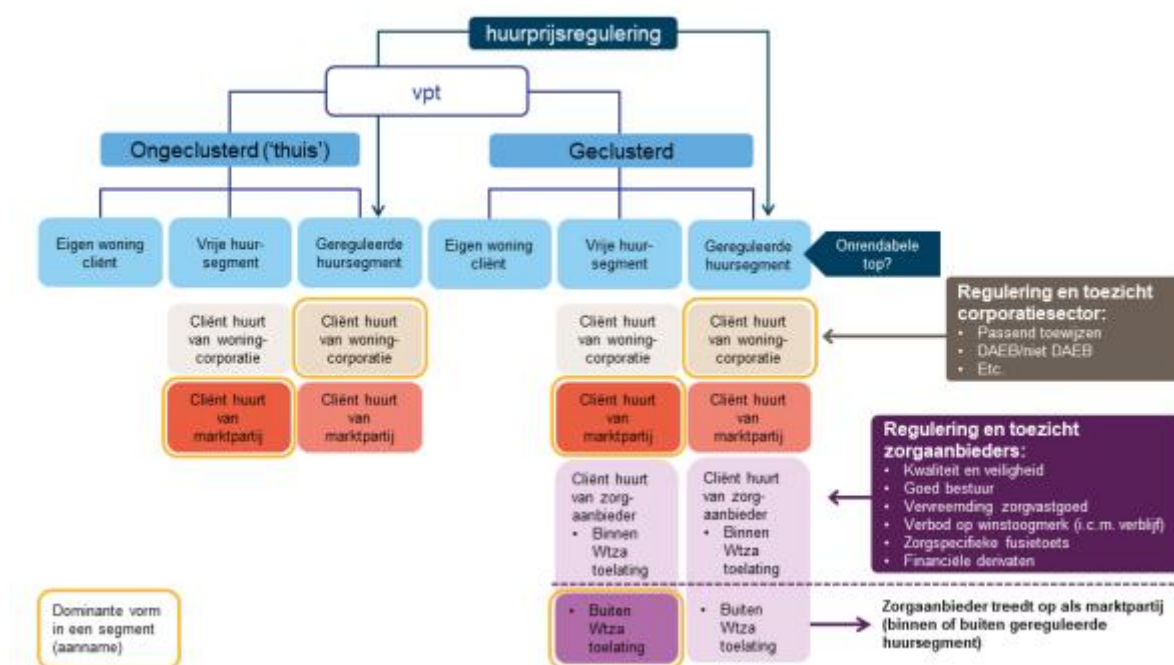 huurprijsregulering
vpt
Ongeclusterd ('thuis')
Geclusterd
Eigen woning
cliënt
Vrije huur-
segment
Gereguleerde
huursegment
Eigen woning
cliënt
Vrije huur-
segment
Gereguleerde
huursegment
Onrendabele
top?
Cliënt huurt
van woning-
corporatie
Cliënt huurt
van woning-
corporatie
Cliënt huurt
van woning-
corporatie
Cliënt huurt
van woning-
corporatie
Regulering en toezicht
corporatiesector:
• Passend toewijzen
• DAEB/niet DAEB
• Etc.
Cliënt huurt
van
marktpartij
Cliënt huurt
van
marktpartij
Cliënt huurt
van
marktpartij
Cliënt huurt
van
marktpartij
Regulering en toezicht
zorgaanbieders:
• Kwaliteit en veiligheid
• Goed bestuur
• Vervreemding zorgvastgoed
• Verbod op winstoogmerk (i.c.m. verblijf)
• Zorgspecifieke fusietoets
• Financiële derivaten
Cliënt huurt
van zorg-
aanbieder
• Binnen
Wtza
toelating
Cliënt huurt
van zorg-
aanbieder
• Binnen
Wtza
toelating
• Buiten
Wtza
toelating
• Buiten
Wtza
toelating
Zorgaanbieder treedt op als marktpartij
(binnen of buiten gereguleerde
huursegment)
Dominante vorm
in een segment
(aanname)